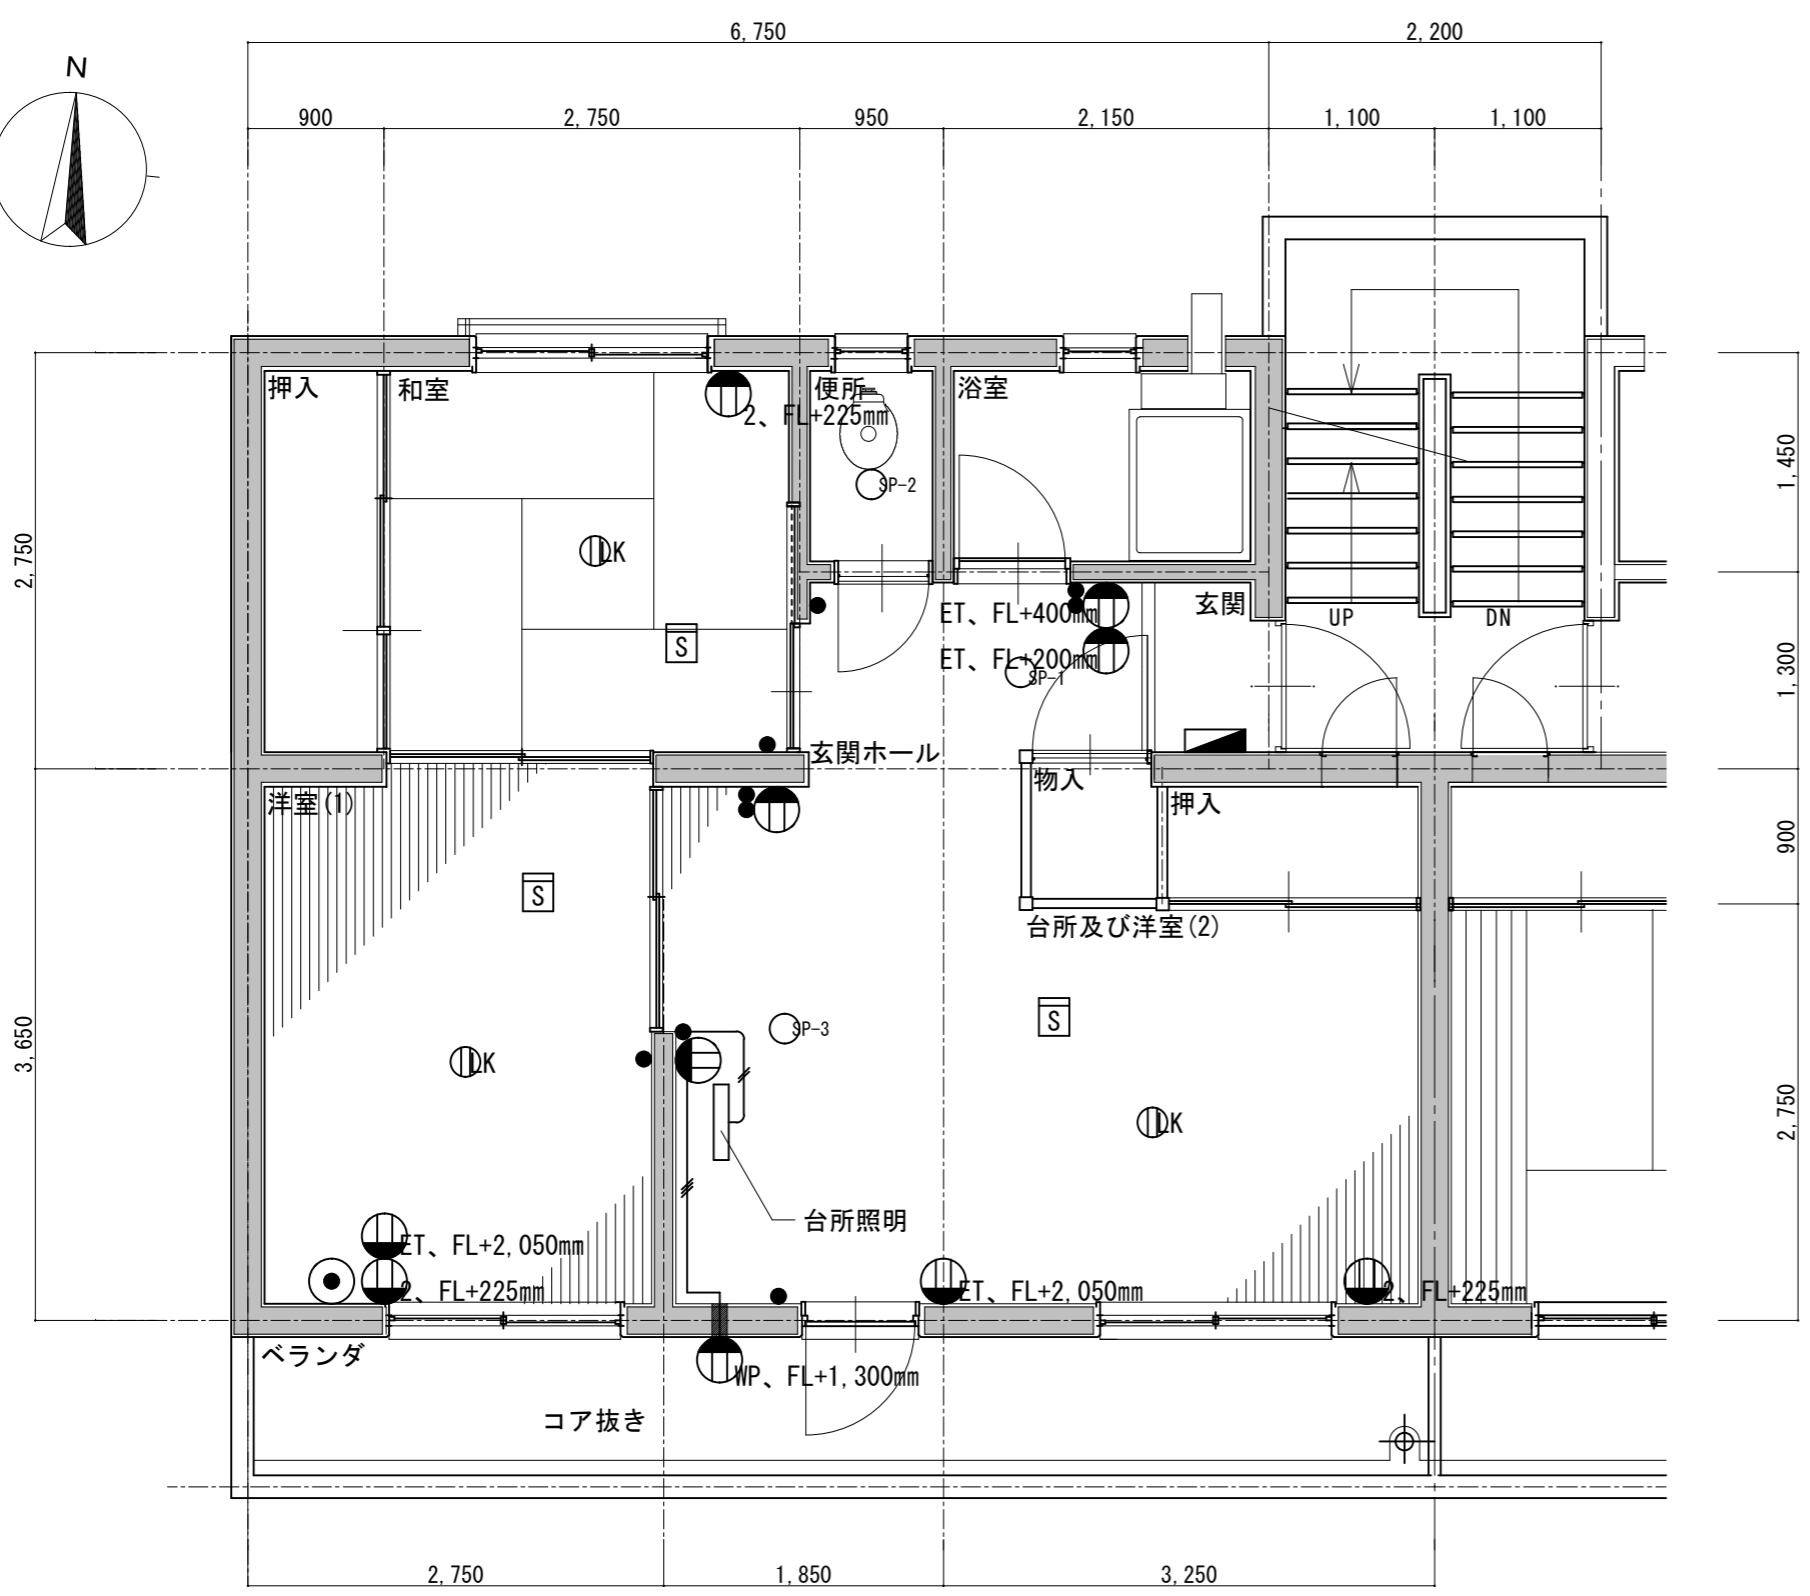 6,750
2,200
N
900
2,750
950
2,150
1,100
1,100
押入
和室
便所
浴室
2、FL+225mm
SP-2
1,450
2,750
LK
ET、FL+400mm
玄関
UP
DN
S
ET、FL+200mm
SP-1
1,300
玄関ホール
物入
洋室(1)
押入
900
S
台所及び洋室(2)
S
SP-3
3,650
LK
LK
2,750
台所照明
ET、FL+2,050mm
2、FL+225mm
ET、FL+2,050mm
2、FL+225mm
ベランダ
WP、FL+1,300mm
コア抜き
2,750
1,850
3,250